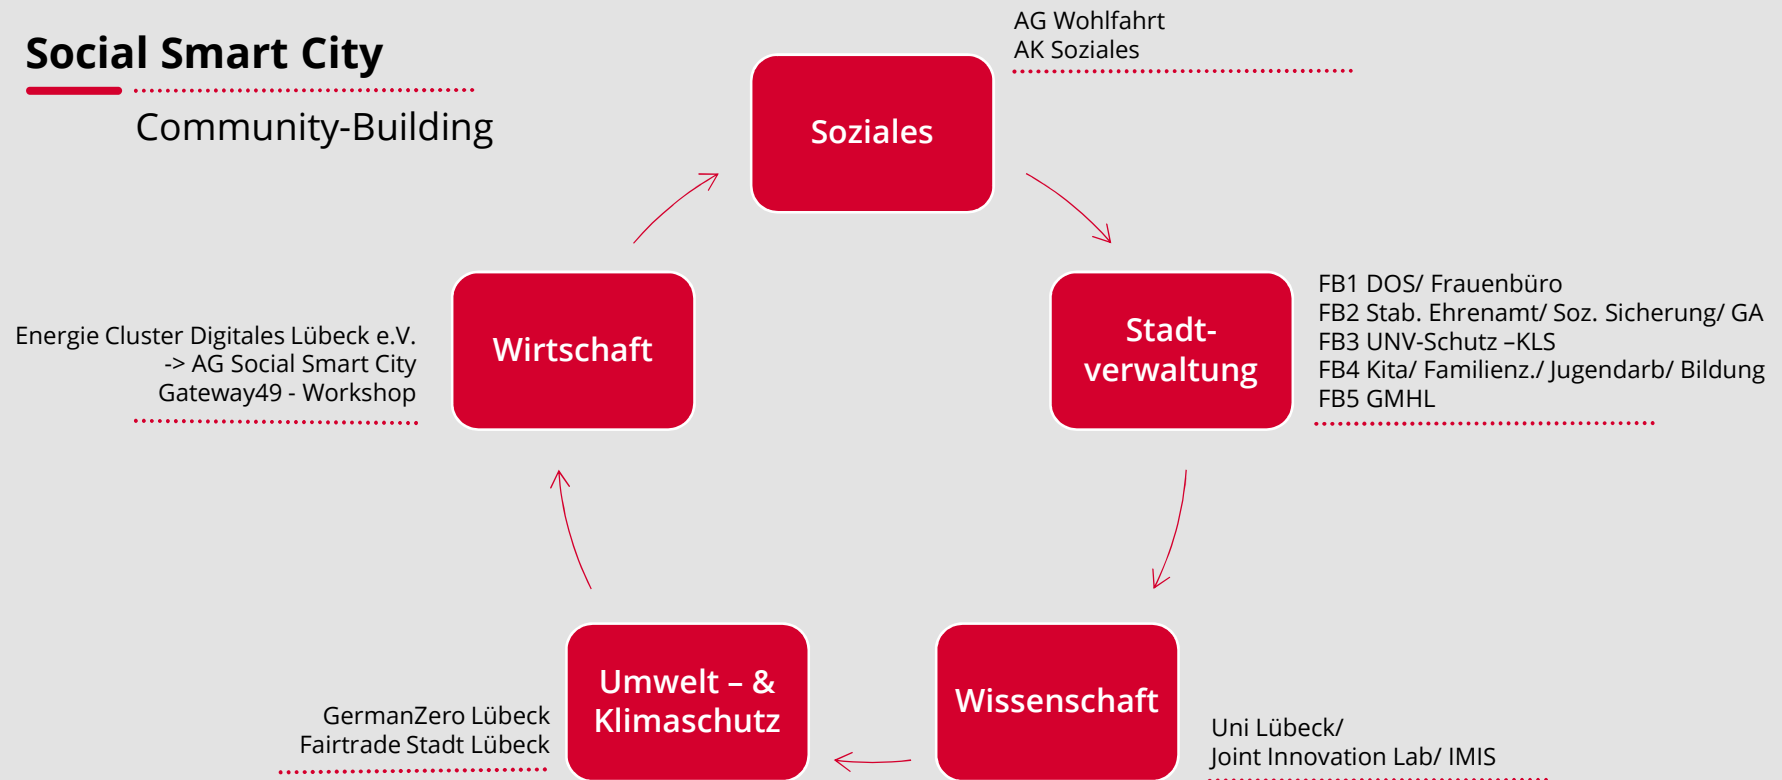 Social Smart City
Community-Building
AG Wohlfahrt
AK Soziales
Soziales
Stadt-
verwaltung
FB1 DOS/ Frauenbüro
FB2 Stab. Ehrenamt/ Soz. Sicherung/ GA
FB3 UNV-Schutz –KLS
FB4 Kita/ Familienz./ Jugendarb/ Bildung
FB5 GMHL
Wissenschaft
Uni Lübeck/
Joint Innovation Lab/ IMIS
Umwelt – &
Klimaschutz
GermanZero Lübeck
Fairtrade Stadt Lübeck
Wirtschaft
Energie Cluster Digitales Lübeck e.V.
-> AG Social Smart City
Gateway49 - Workshop